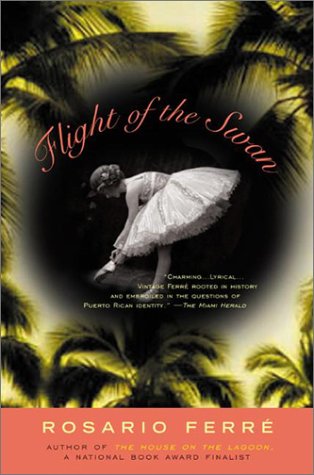 Flight of the Swan
"CHARMING...LYRICAL...
VINTAGE FERRÉ ROOTED IN HISTORY
AND EMBROILED IN THE QUESTIONS OF
PUERTO RICAN IDENTITY." —THE MIAMI HERALD
ROSARIO FERRÉ
AUTHOR OF THE HOUSE ON THE LAGOON,
A NATIONAL BOOK AWARD FINALIST